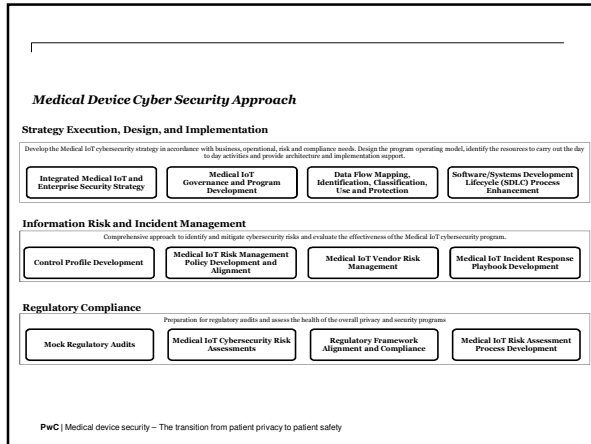 Medical Device Cyber Security Approach
Strategy Execution, Design, and Implementation
Develop the Medical IoT cybersecurity strategy in accordance with business, operational, risk and compliance needs. Design the program operating model, identify the resources to carry out the day
to day activities and provide architecture and implementation support.
Integrated Medical IoT and
Enterprise Security Strategy
Medical IoT
Governance and Program
Development
Data Flow Mapping,
Identification, Classification,
Use and Protection
Software/Systems Development
Lifecycle (SDLC) Process
Enhancement
Information Risk and Incident Management
Comprehensive approach to identify and mitigate cybersecurity risks and evaluate the effectiveness of the Medical IoT cybersecurity program.
Control Profile Development
Medical IoT Risk Management
Policy Development and
Alignment
Medical IoT Vendor Risk
Management
Medical IoT Incident Response
Playbook Development
Regulatory Compliance
Preparation for regulatory audits and assess the health of the overall privacy and security programs
Mock Regulatory Audits
Medical IoT Cybersecurity Risk
Assessments
Regulatory Framework
Alignment and Compliance
Medical IoT Risk Assessment
Process Development
PwC | Medical device security – The transition from patient privacy to patient safety